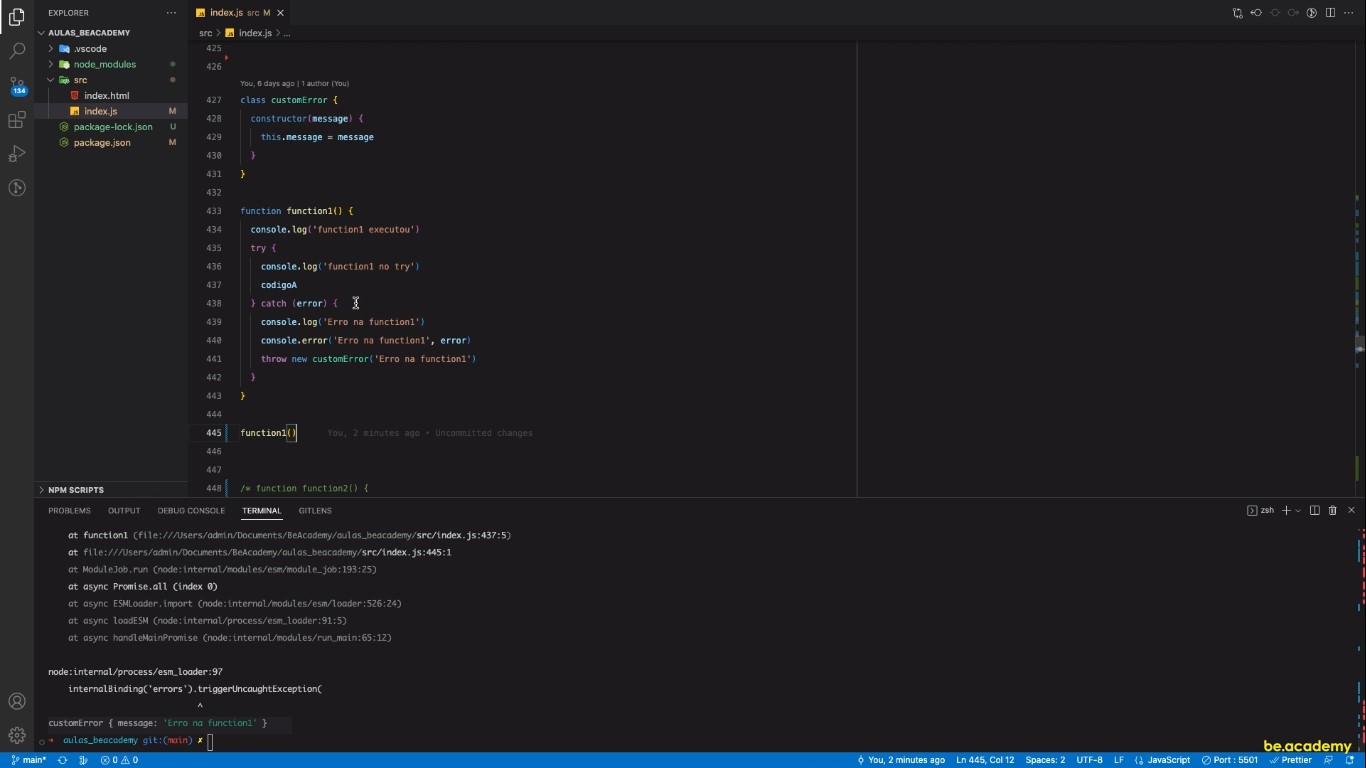 EXPLORER
AULAS_BEACADEMY
.vscode
node_modules
src
index.html
index.js M
package-lock.json U
package.json M
NPM SCRIPTS
134
index.js src M
src > index.js > ...
425
426
You, 6 days ago | 1 author (You)
427 class customError {
428 constructor(message) {
429 this.message = message
430 }
431 }
432
433 function function1() {
434 console.log('function1 executou')
435 try {
436 console.log('function1 no try')
437 codigoA
438 } catch (error) {
439 console.log('Erro na function1')
440 console.error('Erro na function1', error)
441 throw new customError('Erro na function1')
442 }
443 }
444
445 function1() You, 2 minutes ago • Uncommitted changes
446
447
448 /* function function2() {
PROBLEMS OUTPUT DEBUG CONSOLE TERMINAL GITLENS
zsh
at function1 (file:///Users/admin/Documents/BeAcademy/aulas_beacademy/src/index.js:437:5)
at file:///Users/admin/Documents/BeAcademy/aulas_beacademy/src/index.js:445:1
at ModuleJob.run (node:internal/modules/esm/module_job:193:25)
at async Promise.all (index 0)
at async ESMLoader.import (node:internal/modules/esm/loader:526:24)
at async loadESM (node:internal/process/esm_loader:91:5)
at async handleMainPromise (node:internal/modules/run_main:65:12)
node:internal/process/esm_loader:97
internalBinding('errors').triggerUncaughtException(
^
customError { message: 'Erro na function1' }
➜ aulas_beacademy git:(main) ✗
be.academy
main* 0 0 You, 2 minutes ago Ln 445, Col 12 Spaces: 2 UTF-8 LF JavaScript Port : 5501 Prettier